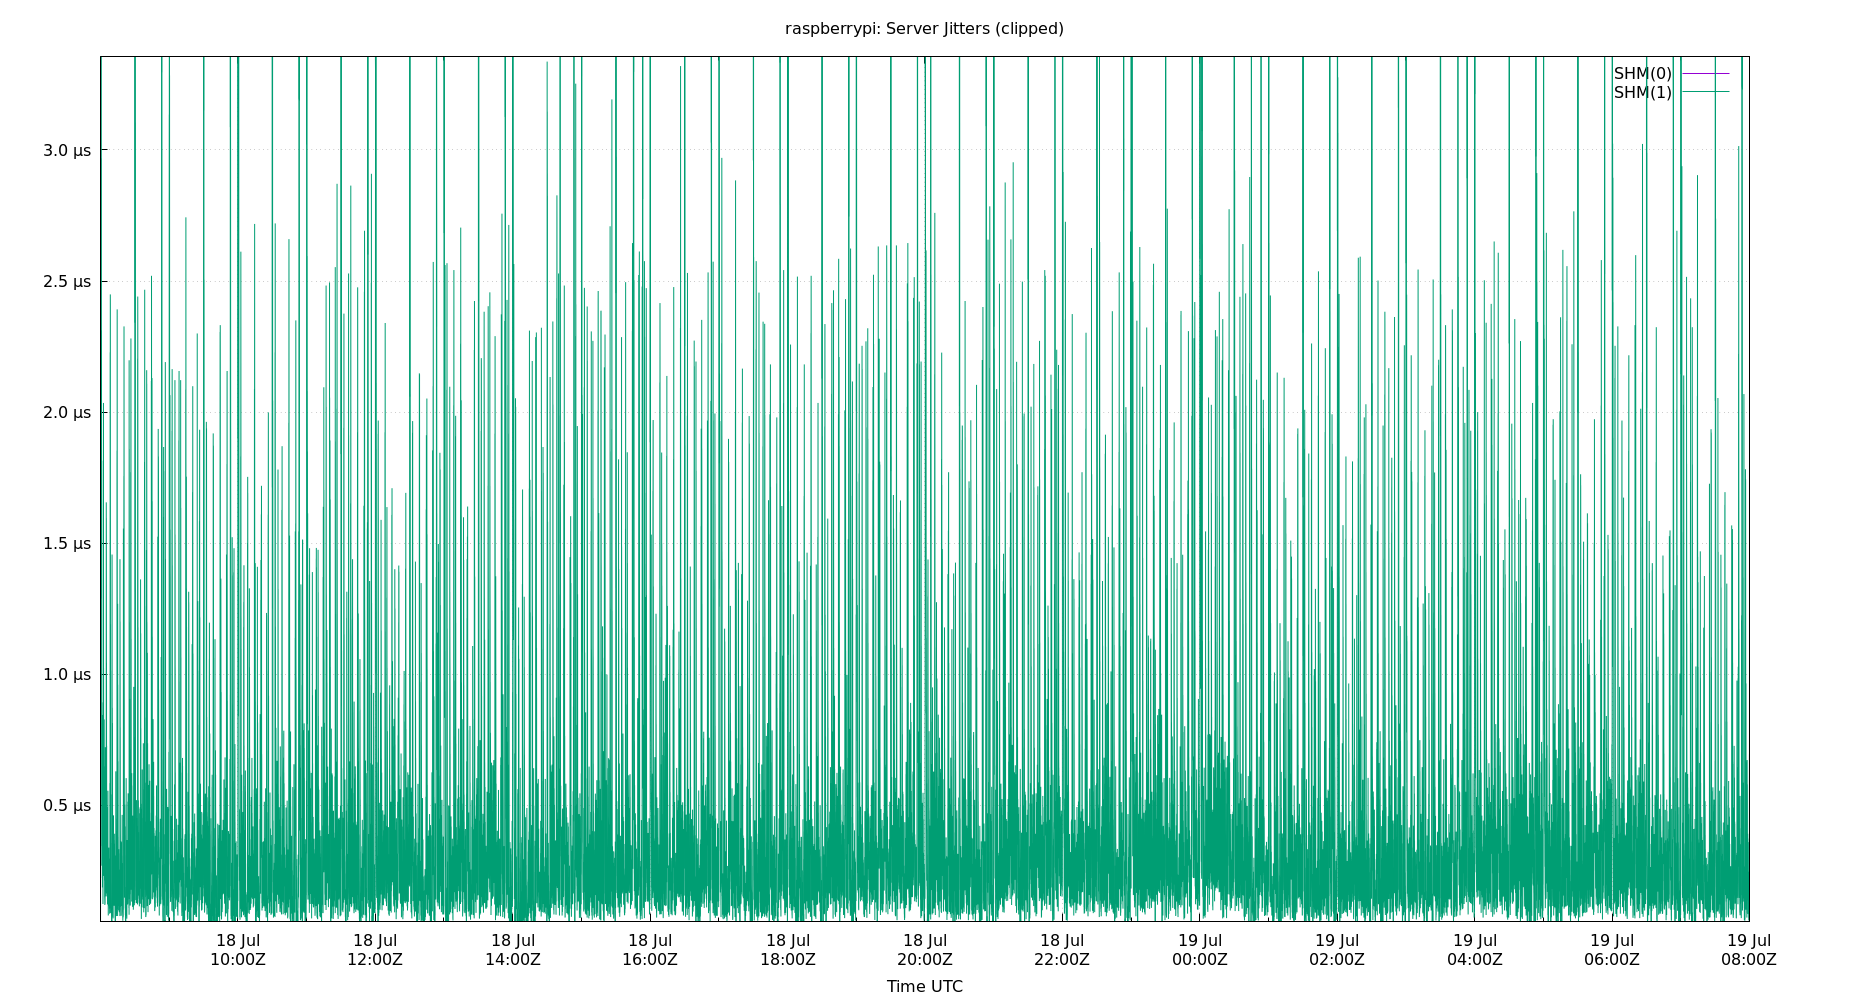 raspberrypi: Server Jitters (clipped)
SHM(0)
SHM(1)
3.0 µs
2.5 µs
2.0 µs
1.5 µs
1.0 µs
0.5 µs
18 Jul 18 Jul 18 Jul 18 Jul 18 Jul 18 Jul 18 Jul 19 Jul 19 Jul 19 Jul 19 Jul 19 Jul
10:00Z 12:00Z 14:00Z 16:00Z 18:00Z 20:00Z 22:00Z 00:00Z 02:00Z 04:00Z 06:00Z 08:00Z
Time UTC